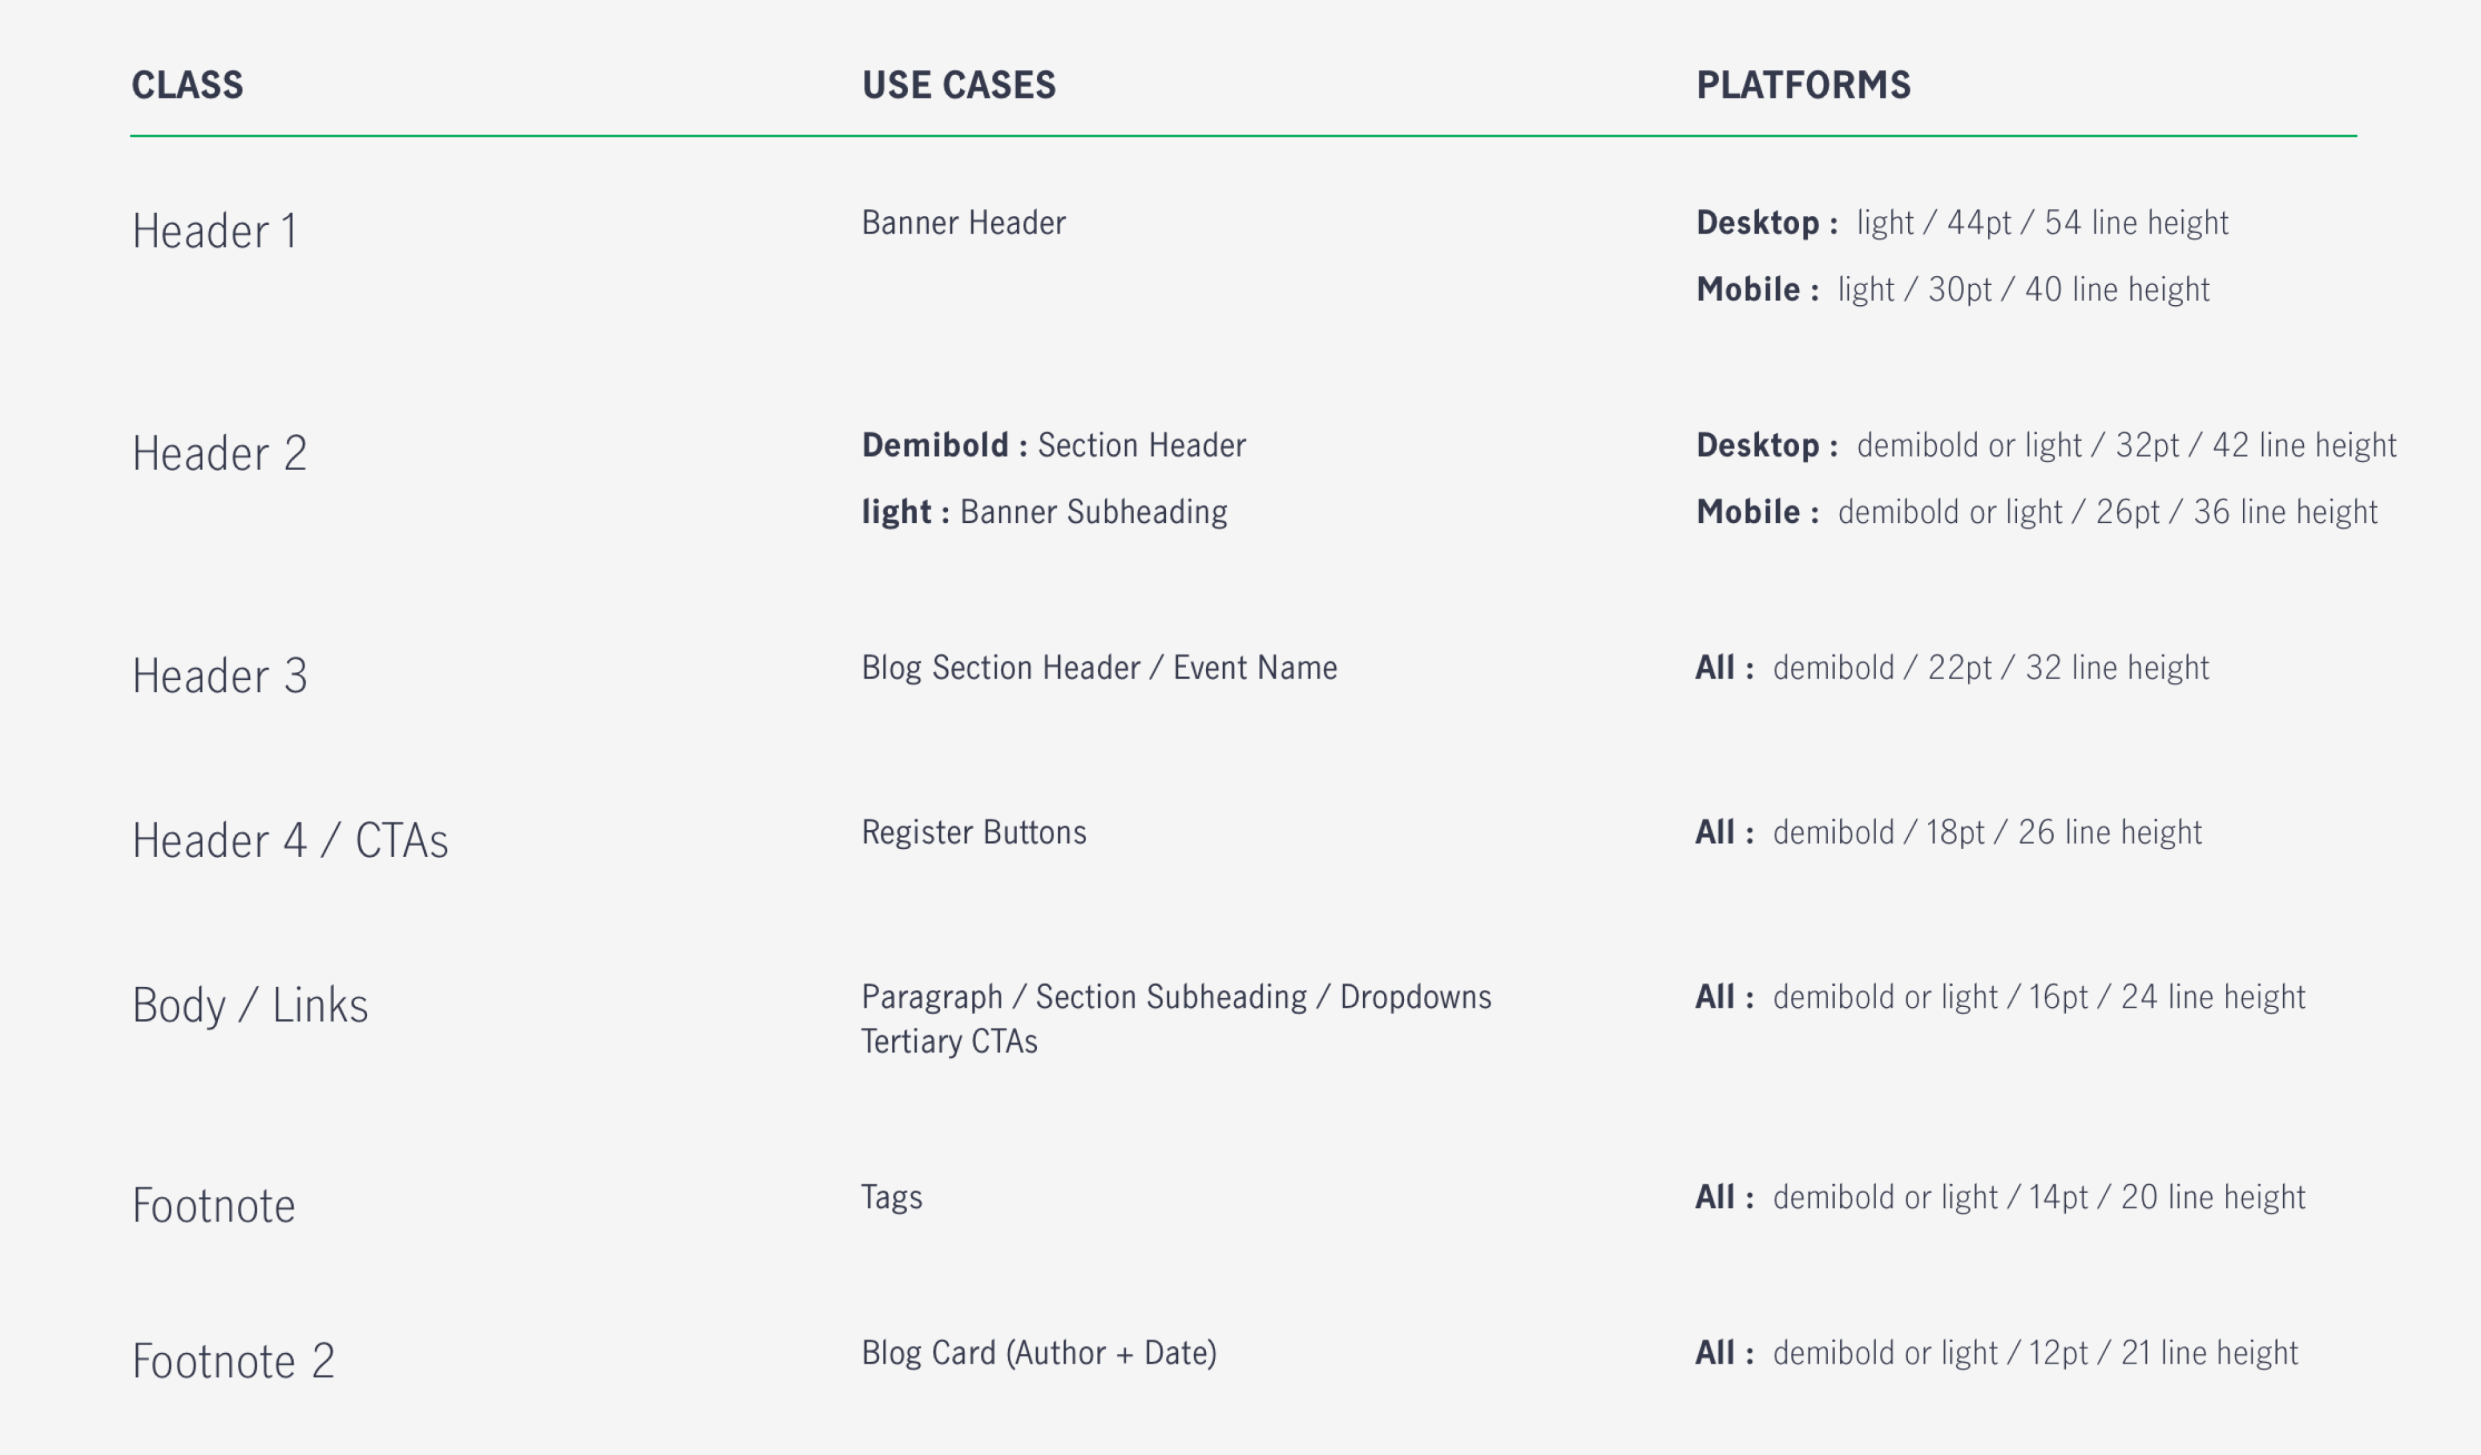 CLASS USE CASES PLATFORMS
Header 1 Banner Header Desktop : light / 44pt / 54 line height
Mobile : light / 30pt / 40 line height
Header 2 Demibold : Section Header Desktop : demibold or light / 32pt / 42 line height
light : Banner Subheading Mobile : demibold or light / 26pt / 36 line height
Header 3 Blog Section Header / Event Name All : demibold / 22pt / 32 line height
Header 4 / CTAs Register Buttons All : demibold / 18pt / 26 line height
Body / Links Paragraph / Section Subheading / Dropdowns All : demibold or light / 16pt / 24 line height
Tertiary CTAs
Footnote Tags All : demibold or light / 14pt / 20 line height
Footnote 2 Blog Card (Author + Date) All : demibold or light / 12pt / 21 line height